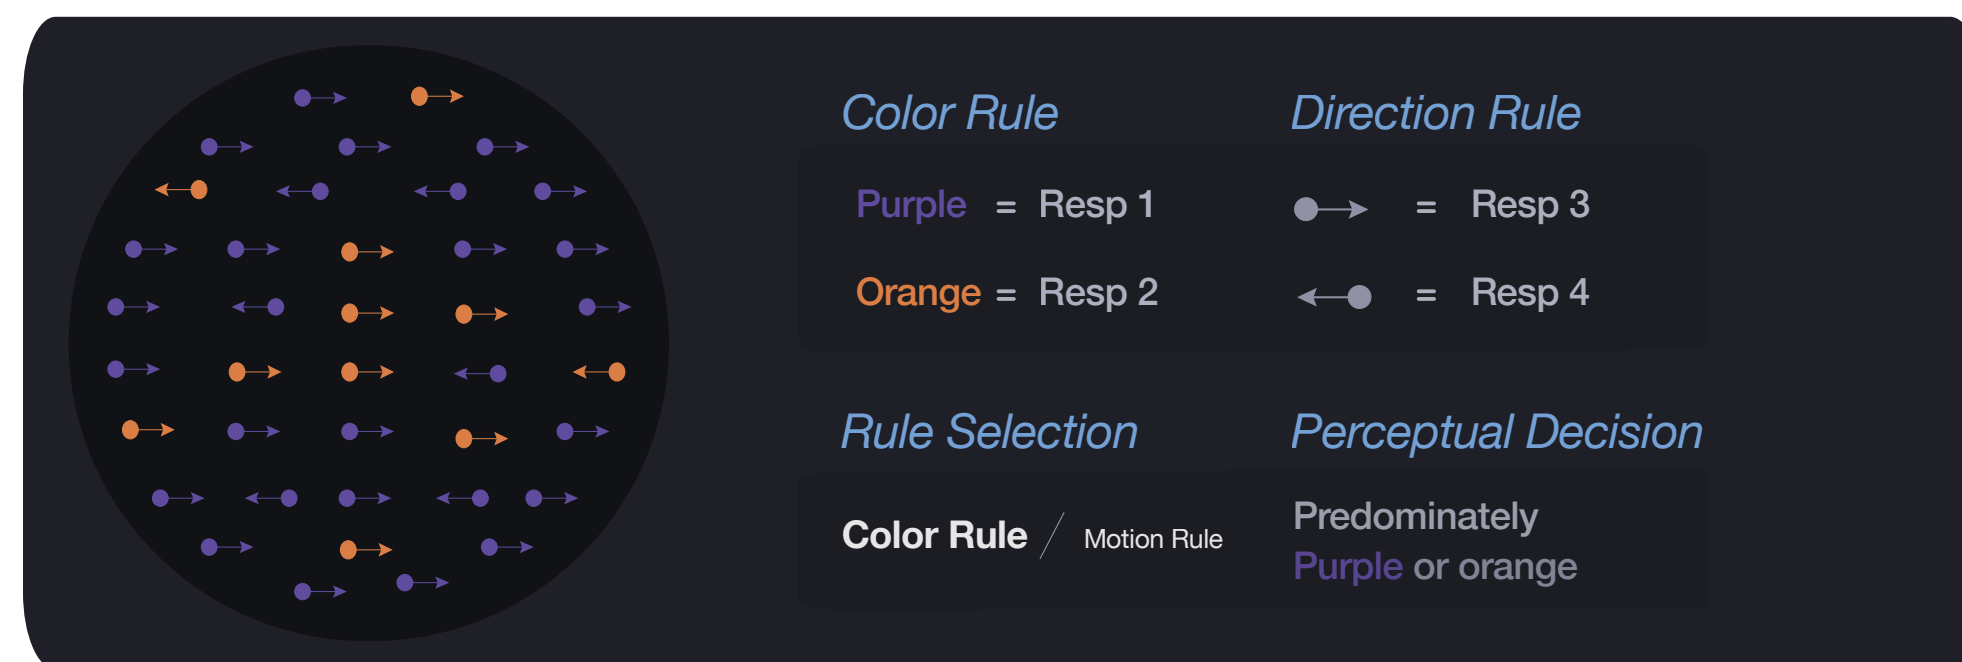 Color Rule
Direction Rule
Purple = Resp 1
= Resp 3
Orange = Resp 2
= Resp 4
Rule Selection
Perceptual Decision
Color Rule / Motion Rule
Predominately
Purple or orange